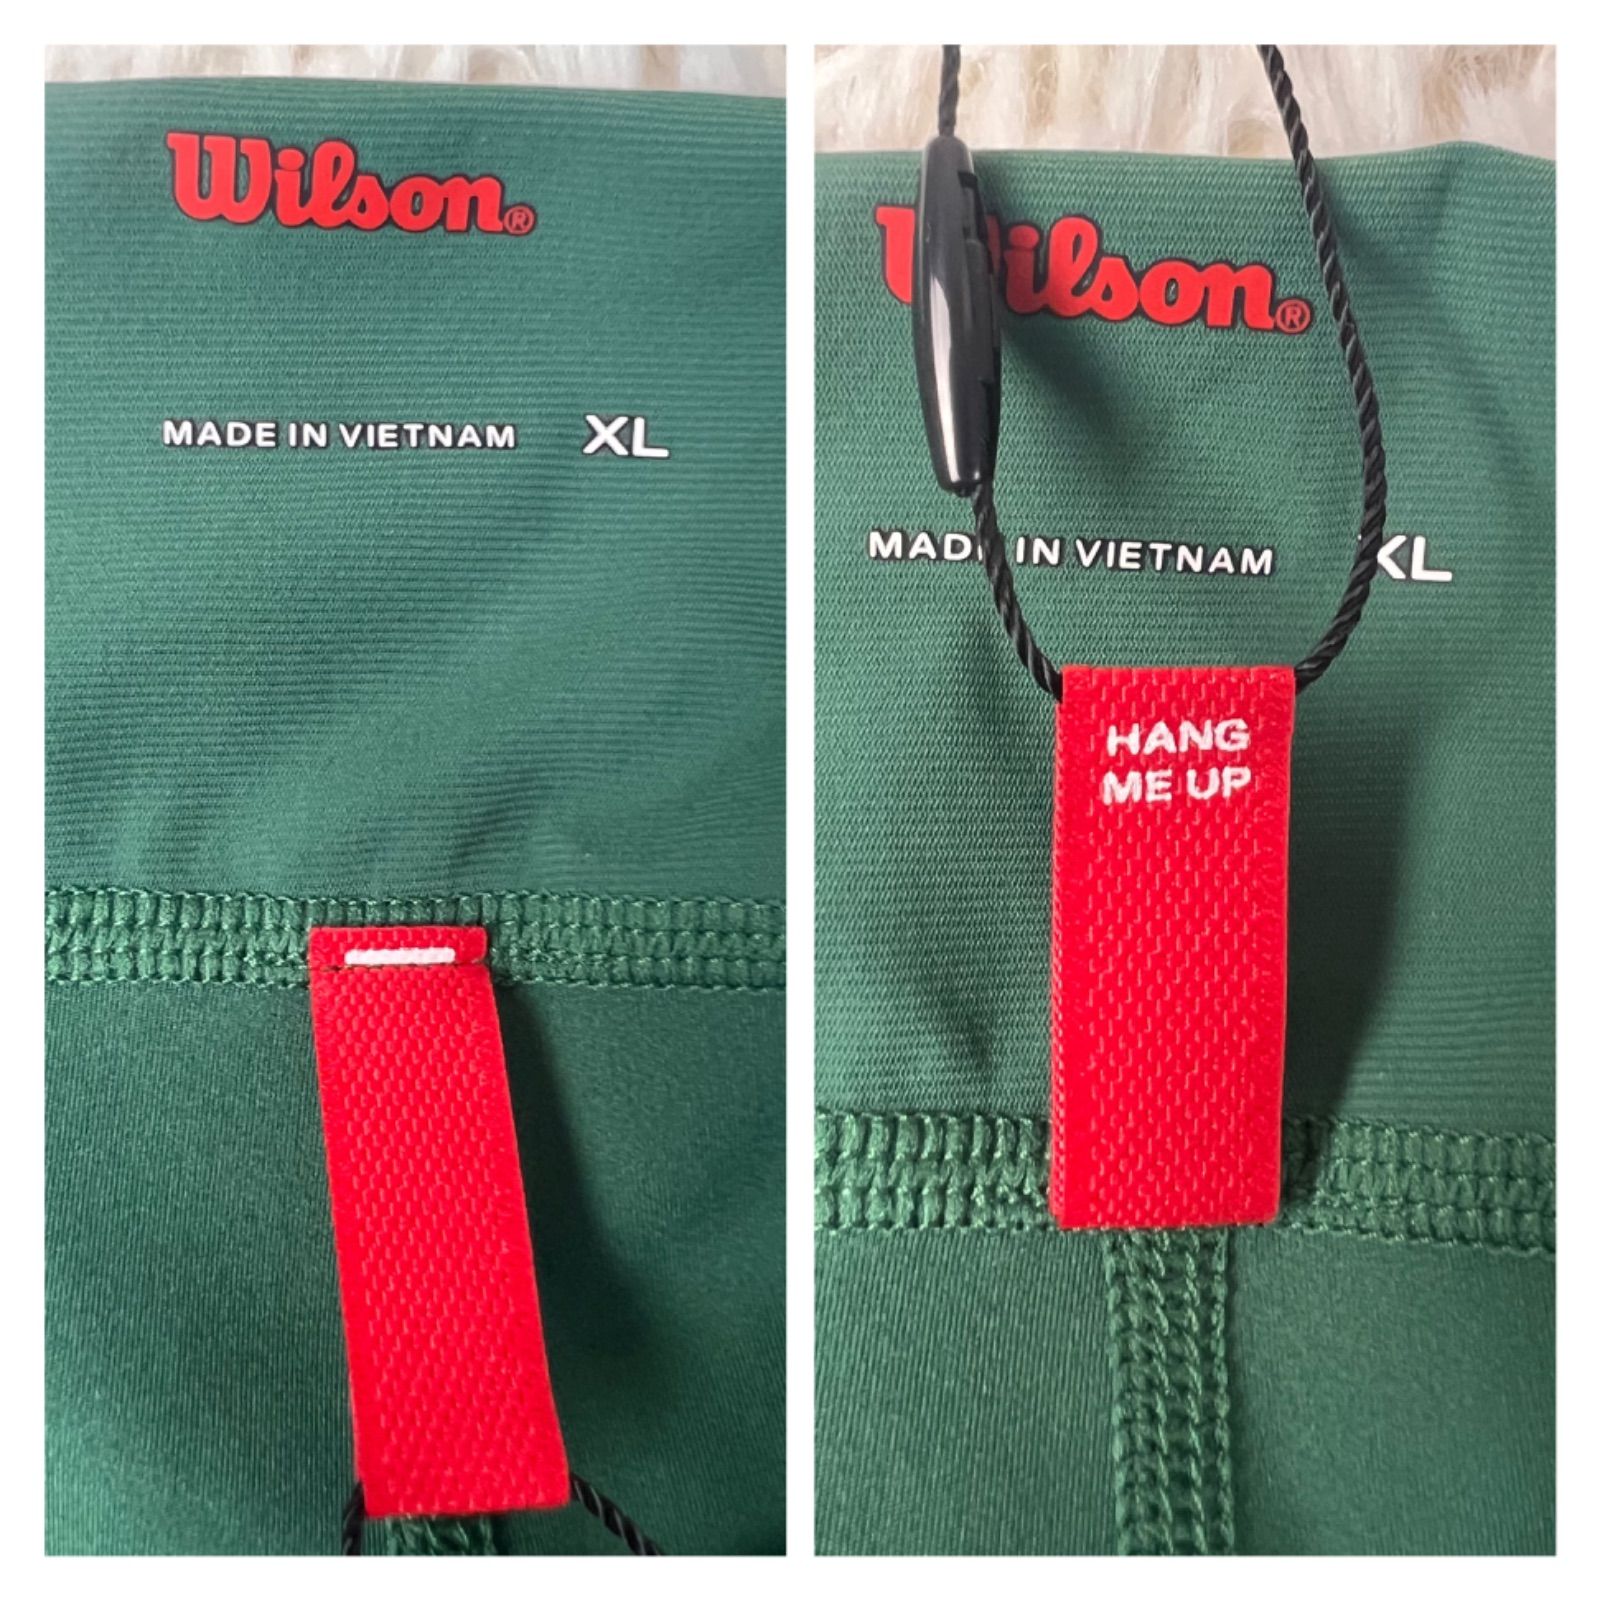 Wilson®
MADE IN VIETNAM XL
Wilson®
MADE IN VIETNAM XL
HANG
ME UP